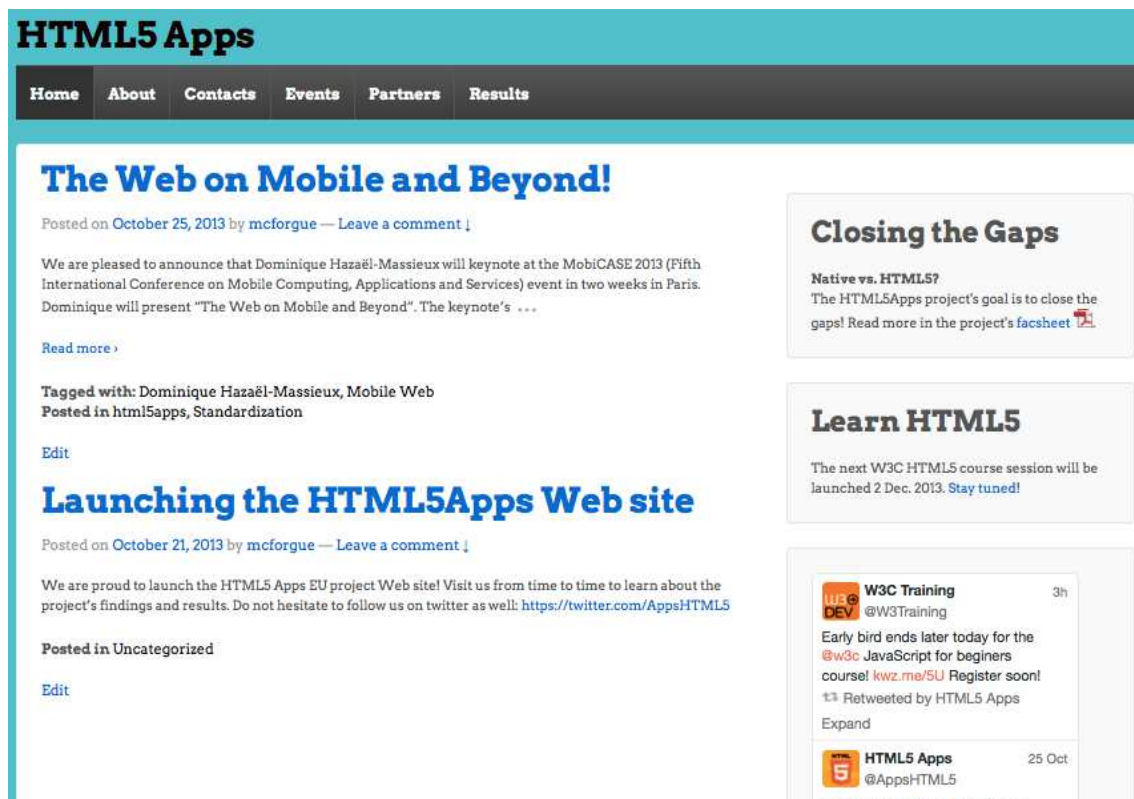 HTML5 Apps
Home About Contacts Events Partners Results
The Web on Mobile and Beyond!
Posted on October 25, 2013 by mcforgue — Leave a comment ↓
We are pleased to announce that Dominique Hazaël-Massieux will keynote at the MobiCASE 2013 (Fifth
International Conference on Mobile Computing, Applications and Services) event in two weeks in Paris.
Dominique will present "The Web on Mobile and Beyond". The keynote's ...
Read more ›
Tagged with: Dominique Hazaël-Massieux, Mobile Web
Posted in html5apps, Standardization
Edit
Launching the HTML5Apps Web site
Posted on October 21, 2013 by mcforgue — Leave a comment ↓
We are proud to launch the HTML5 Apps EU project Web site! Visit us from time to time to learn about the
project's findings and results. Do not hesitate to follow us on twitter as well: https://twitter.com/AppsHTML5
Posted in Uncategorized
Edit
Closing the Gaps
Native vs. HTML5?
The HTML5Apps project's goal is to close the
gaps! Read more in the project's facsheet .
Learn HTML5
The next W3C HTML5 course session will be
launched 2 Dec. 2013. Stay tuned!
W3C Training 3h
W3 DEV @W3Training
Early bird ends later today for the
@w3c JavaScript for beginers
course! kwz.me/5U Register soon!
Retweeted by HTML5 Apps
Expand
HTML5 Apps 25 Oct
HTML 5 @AppsHTML5